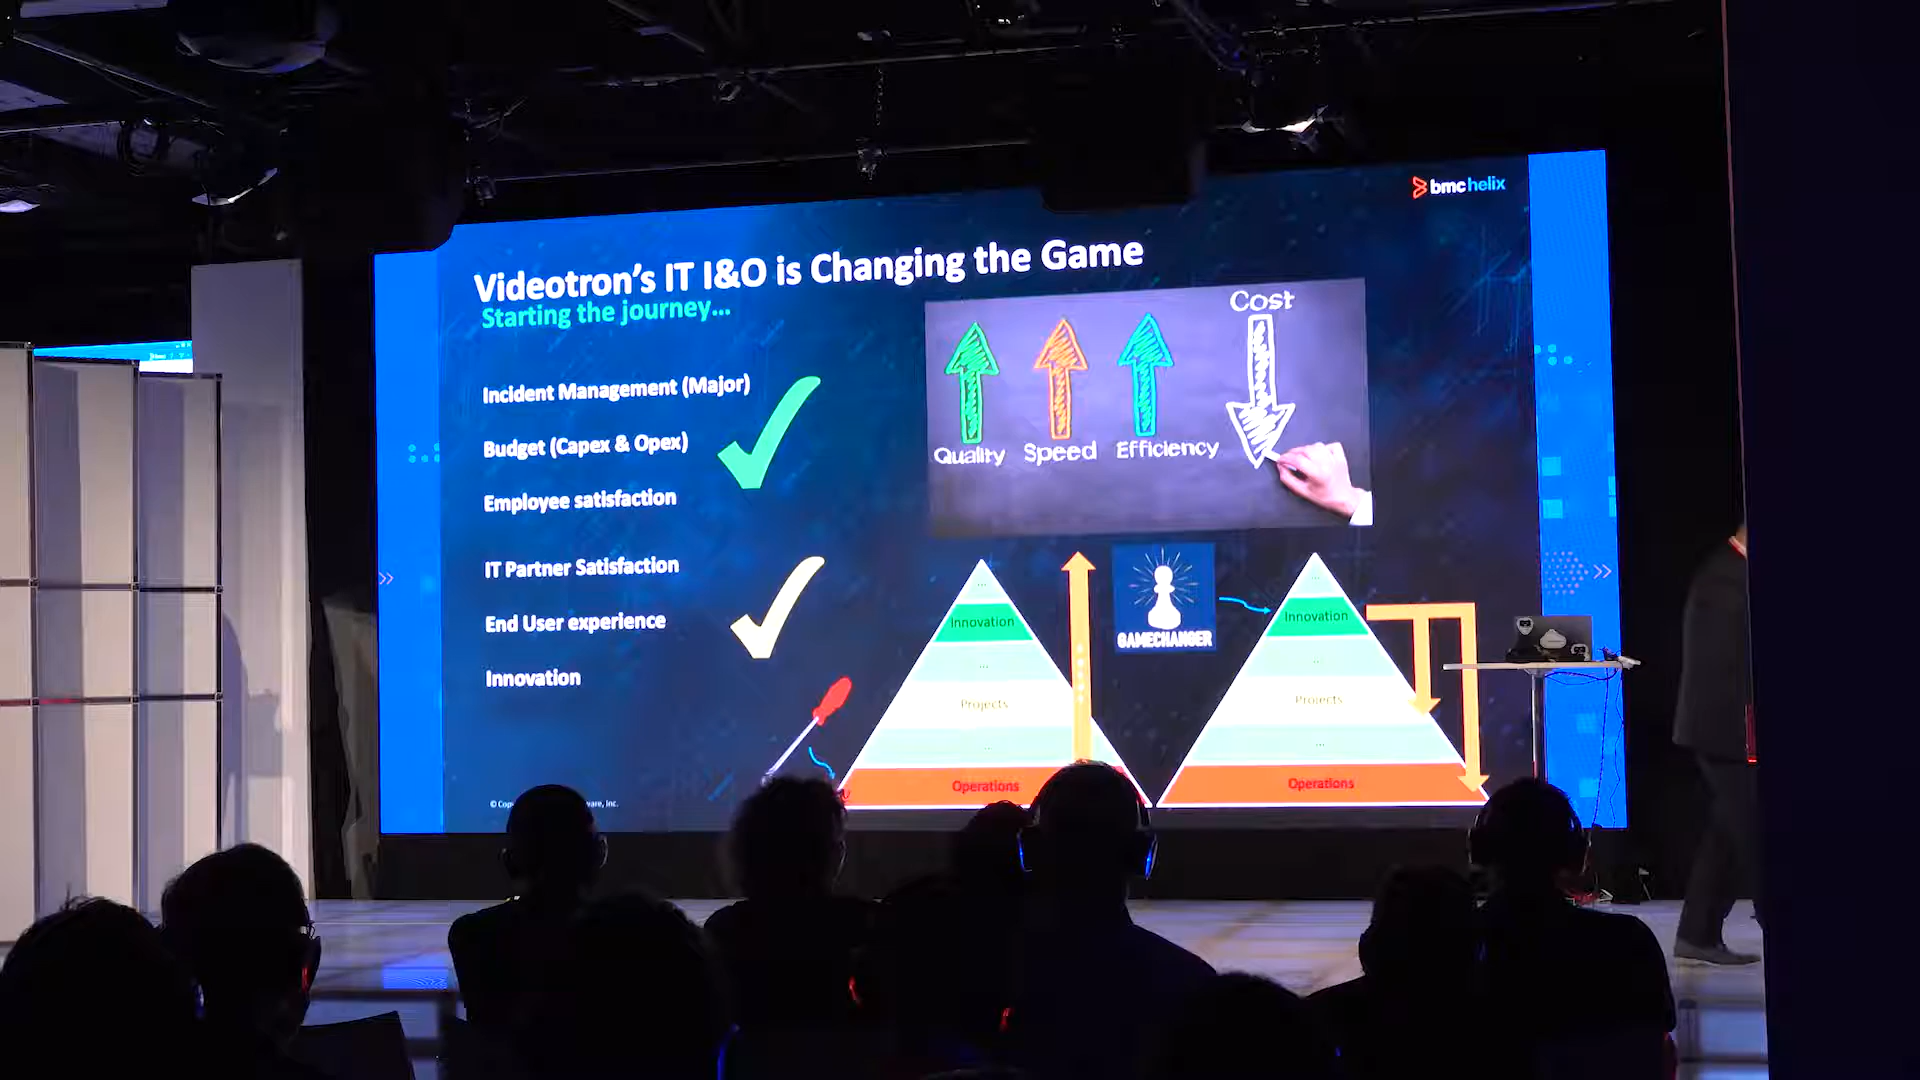 bmc helix
Videotron's IT I&O is Changing the Game
Starting the journey...
Incident Management (Major)
Budget (Capex & Opex)
Employee satisfaction
IT Partner Satisfaction
End User experience
Innovation
Cost
Quality
Speed
Efficiency
...
Innovation
...
Projects
...
Operations
GAMECHANGER
...
Innovation
...
Projects
...
Operations
©
, Inc.